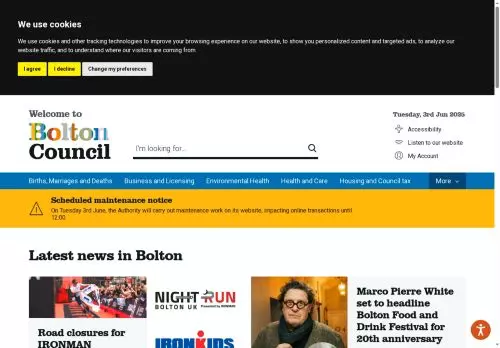 We use cookies
We use cookies and other tracking technologies to improve your browsing experience on our website, to show you personalized content and targeted ads, to analyze our
website traffic, and to understand where our visitors are coming from.
I agree
I decline
Change my preferences
Welcome to
Bolton
Council
I'm looking for...
Tuesday, 3rd Jun 2025
Accessibility
Listen to our website
My Account
Births, Marriages and Deaths
Business and Licensing
Environmental Health
Health and Care
Housing and Council tax
More
Scheduled maintenance notice
On Tuesday 3rd June, the Authority will carry out maintenance work on its website, impacting online transactions until
12:00.
Latest news in Bolton
Road closures for
IRONMAN
NIGHT RUN
BOLTON UK
IRONKIDS
Marco Pierre White
set to headline
Bolton Food and
Drink Festival for
20th anniversary